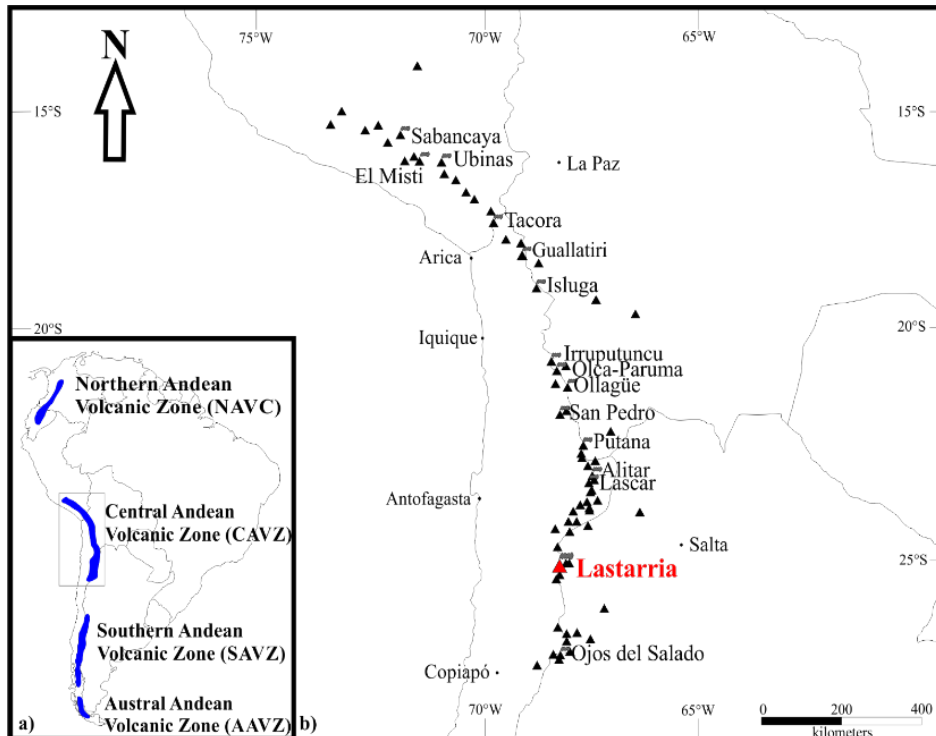 75°W
70°W
65°W
N
15°S
Sabancaya
Ubinas
La Paz
El Misti
Tacora
Guallatiri
Arica
Isluga
20°S
Iquique
Irruputuncu
Olca-Paruma
Ollagüe
San Pedro
Putana
Alitar
Lascar
Antofagasta
Salta
25°S
Lastarria
Ojos del Salado
Copiapó
Northern Andean
Volcanic Zone (NAVC)
Central Andean
Volcanic Zone (CAVZ)
Southern Andean
Volcanic Zone (SAVZ)
Austral Andean
Volcanic Zone (AAVZ)
a)
b)
70°W
65°W
0 200 400
kilometers